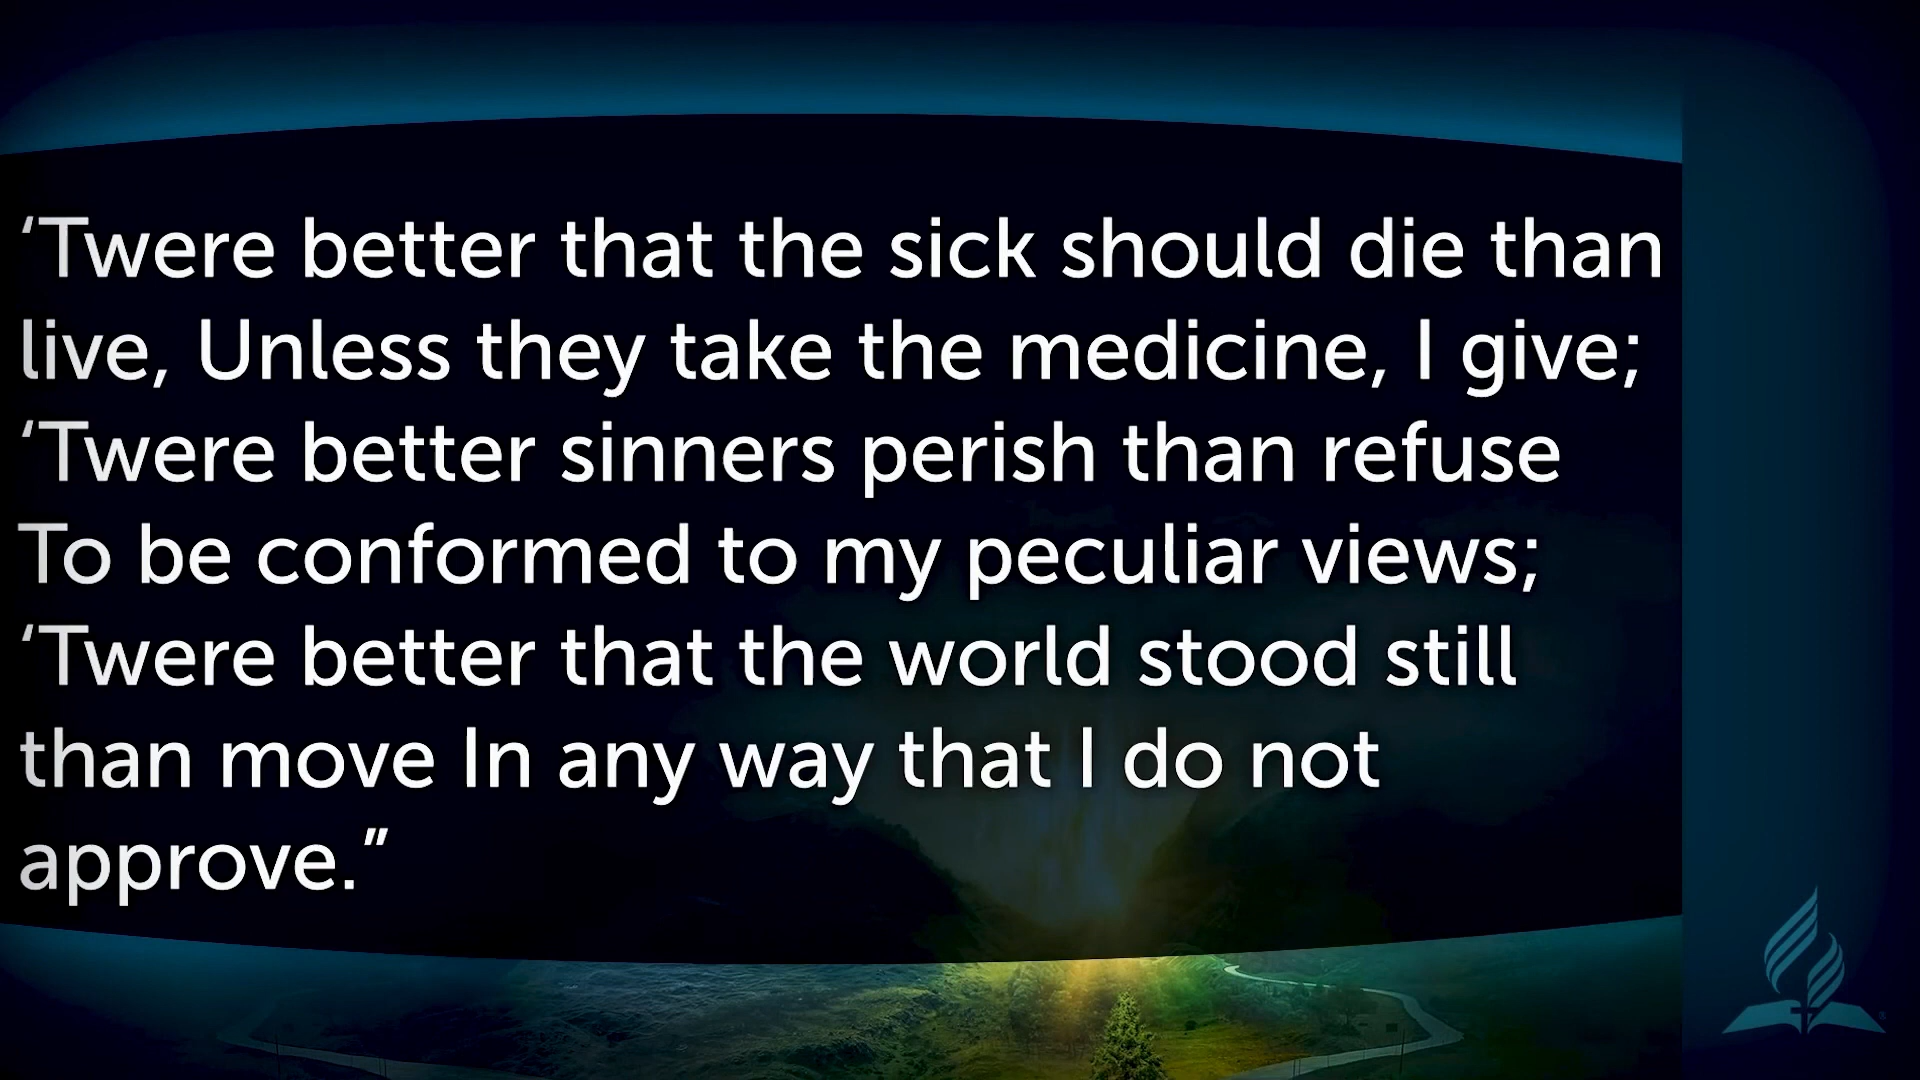 ‘Twere better that the sick should die than
live, Unless they take the medicine, I give;
‘Twere better sinners perish than refuse
To be conformed to my peculiar views;
‘Twere better that the world stood still
than move In any way that I do not
approve.”